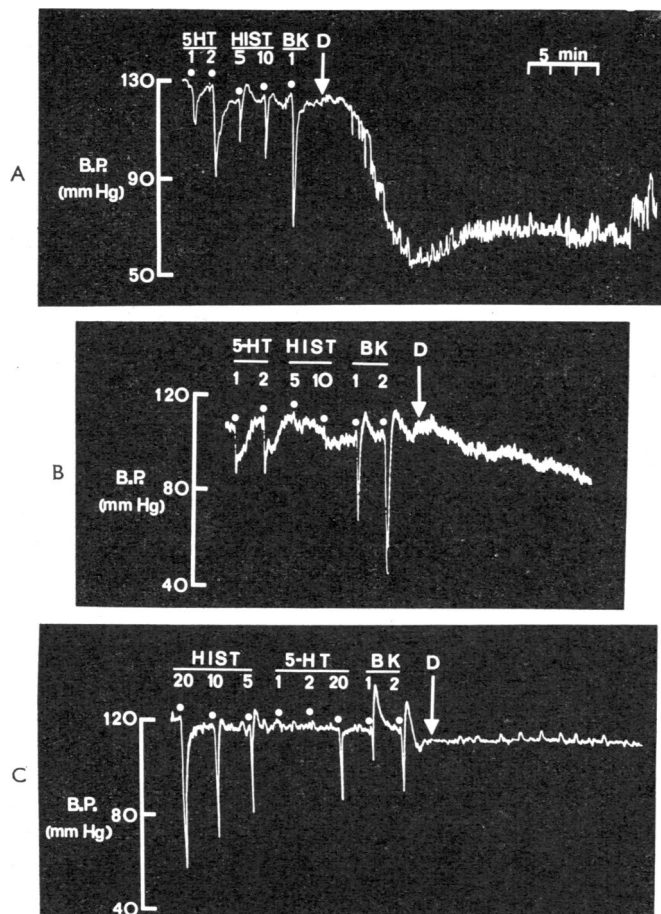 A
5HT HIST BK D
1 2 5 10 1
5 min
130
B.P.
(mm Hg)
90
50
B
5-HT HIST BK D
1 2 5 10 1 2
120
B.P.
(mm Hg)
80
40
C
HIST 5-HT BK D
20 10 5 1 2 20 1 2
120
B.P.
(mm Hg)
80
40